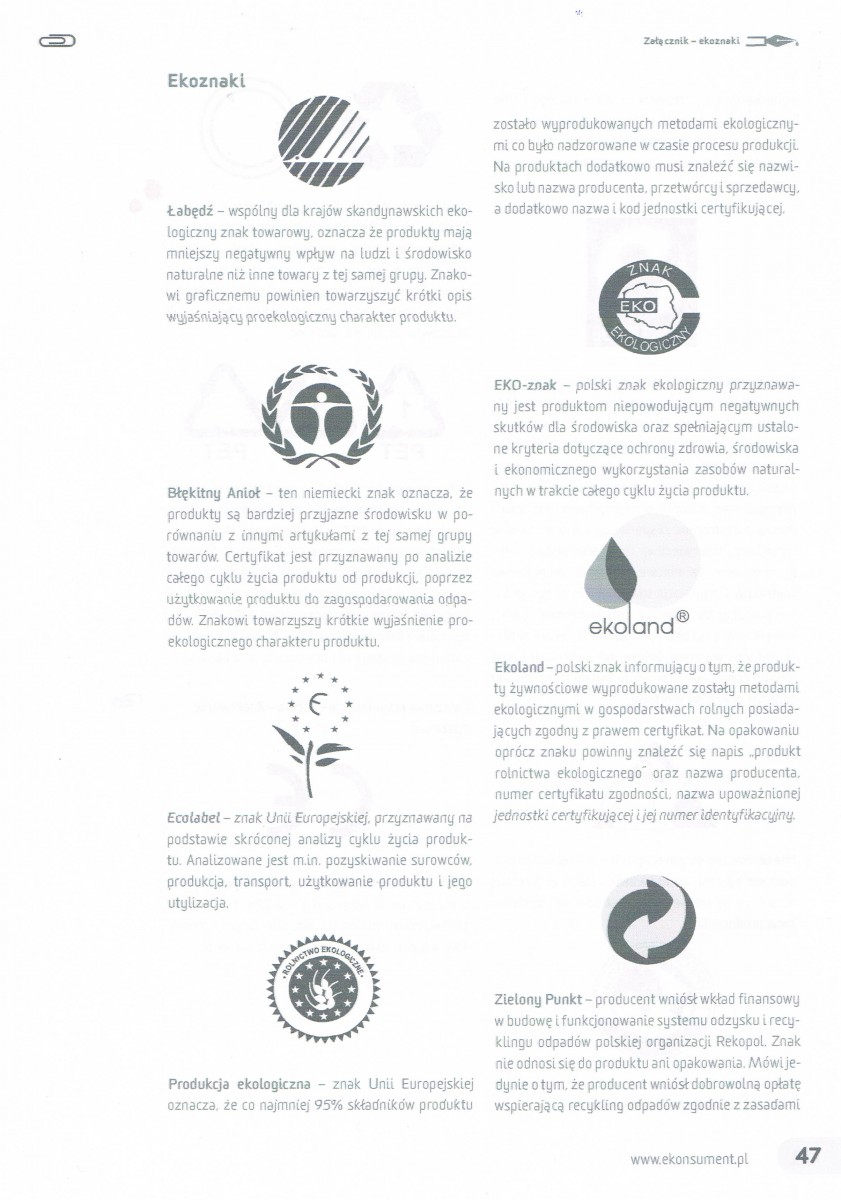 Załącznik – ekoznaki
Ekoznaki
Łabędź – wspólny dla krajów skandynawskich eko-
logiczny znak towarowy, oznacza że produkty mają
mniejszy negatywny wpływ na ludzi i środowisko
naturalne niż inne towary z tej samej grupy. Znako-
wi graficznemu powinien towarzyszyć krótki opis
wyjaśniający proekologiczny charakter produktu.
Błękitny Anioł – ten niemiecki znak oznacza, że
produkty są bardziej przyjazne środowisku w po-
równaniu z innymi artykułami z tej samej grupy
towarów. Certyfikat jest przyznawany po analizie
całego cyklu życia produktu od produkcji, poprzez
użytkowanie produktu do zagospodarowania odpa-
dów. Znakowi towarzyszy krótkie wyjaśnienie pro-
ekologicznego charakteru produktu.
Ecolabel – znak Unii Europejskiej, przyznawany na
podstawie skróconej analizy cyklu życia produk-
tu. Analizowane jest m.in. pozyskiwanie surowców,
produkcja, transport, użytkowanie produktu i jego
utylizacja.
ROLNICTWO EKOLOGICZNE
Produkcja ekologiczna – znak Unii Europejskiej
oznacza, że co najmniej 95% składników produktu
zostało wyprodukowanych metodami ekologiczny-
mi co było nadzorowane w czasie procesu produkcji.
Na produktach dodatkowo musi znaleźć się nazwi-
sko lub nazwa producenta, przetwórcy i sprzedawcy,
a dodatkowo nazwa i kod jednostki certyfikującej.
ZNAK
EKO
EKOLOGICZNY
EKO-znak – polski znak ekologiczny przyznawa-
ny jest produktom niepowodującym negatywnych
skutków dla środowiska oraz spełniającym ustalo-
ne kryteria dotyczące ochrony zdrowia, środowiska
i ekonomicznego wykorzystania zasobów natural-
nych w trakcie całego cyklu życia produktu.
ekoland®
Ekoland – polski znak informujący o tym, że produk-
ty żywnościowe wyprodukowane zostały metodami
ekologicznymi w gospodarstwach rolnych posiada-
jących zgodny z prawem certyfikat. Na opakowaniu
oprócz znaku powinny znaleźć się napis „produkt
rolnictwa ekologicznego" oraz nazwa producenta,
numer certyfikatu zgodności, nazwa upoważnionej
jednostki certyfikującej i jej numer identyfikacyjny.
Zielony Punkt – producent wniósł wkład finansowy
w budowę i funkcjonowanie systemu odzysku i recy-
klingu odpadów polskiej organizacji Rekopol. Znak
nie odnosi się do produktu ani opakowania. Mówi je-
dynie o tym, że producent wniósł dobrowolną opłatę
wspierającą recykling odpadów zgodnie z zasadami
www.ekonsument.pl 47